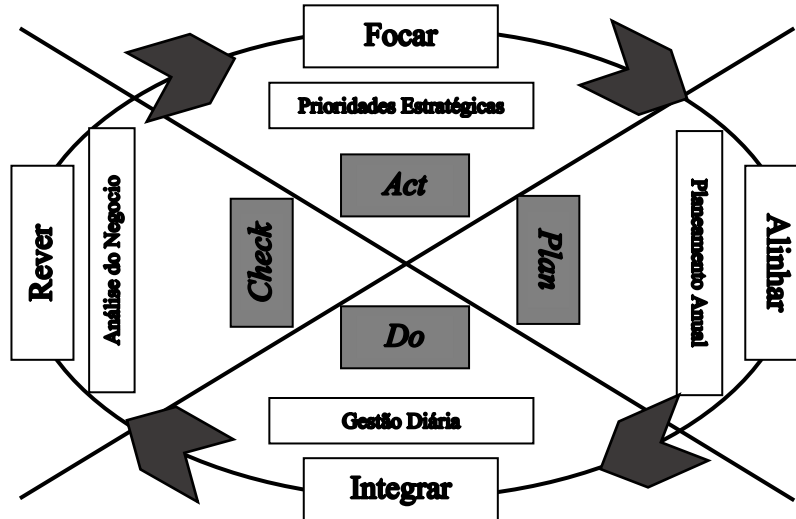 Focar
Prioridades Estratégicas
Act
Rever
Análise do Negocio
Check
Plan
Planeamento Anual
Alinhar
Do
Gestão Diária
Integrar